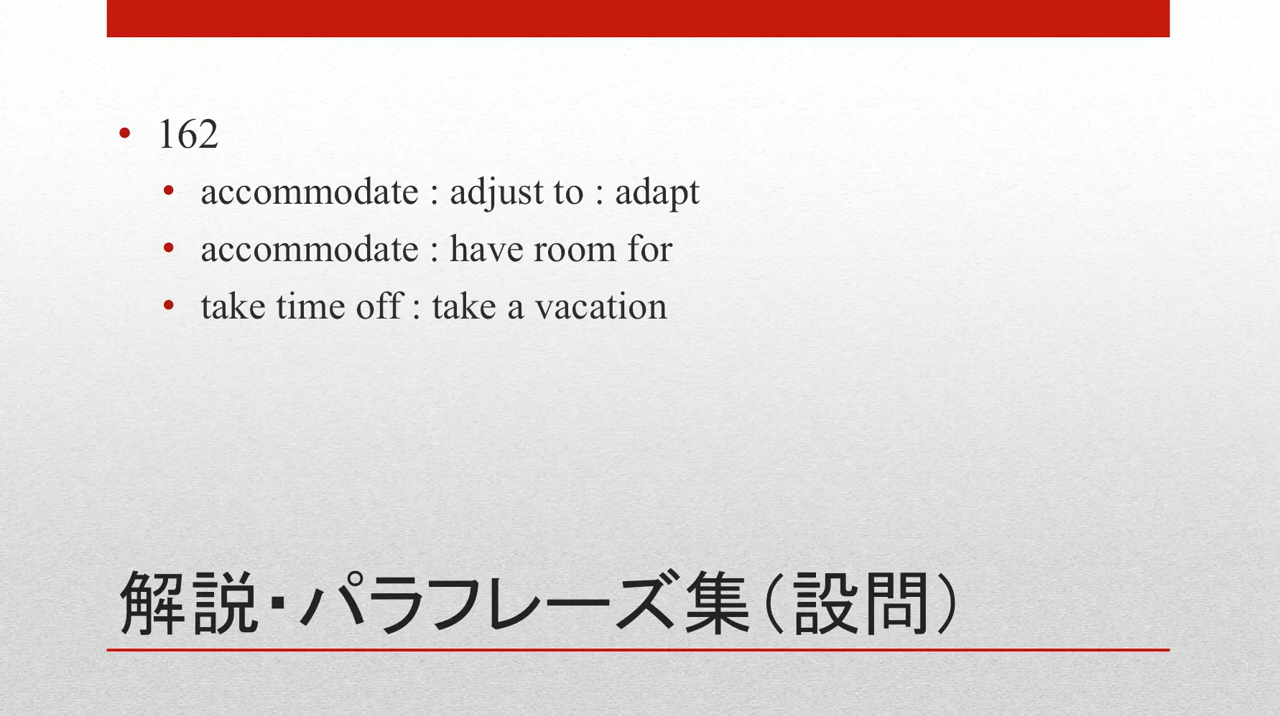 • 162
• accommodate : adjust to : adapt
• accommodate : have room for
• take time off : take a vacation
解説・パラフレーズ集（設問）